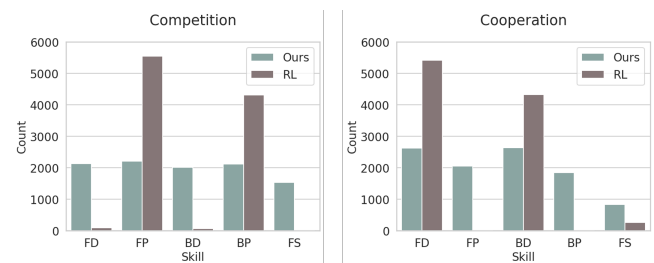 Competition
6000
5000
4000
3000
2000
1000
0
Count
Ours
RL
FD FP BD BP FS
Skill
Cooperation
6000
5000
4000
3000
2000
1000
0
Count
Ours
RL
FD FP BD BP FS
Skill